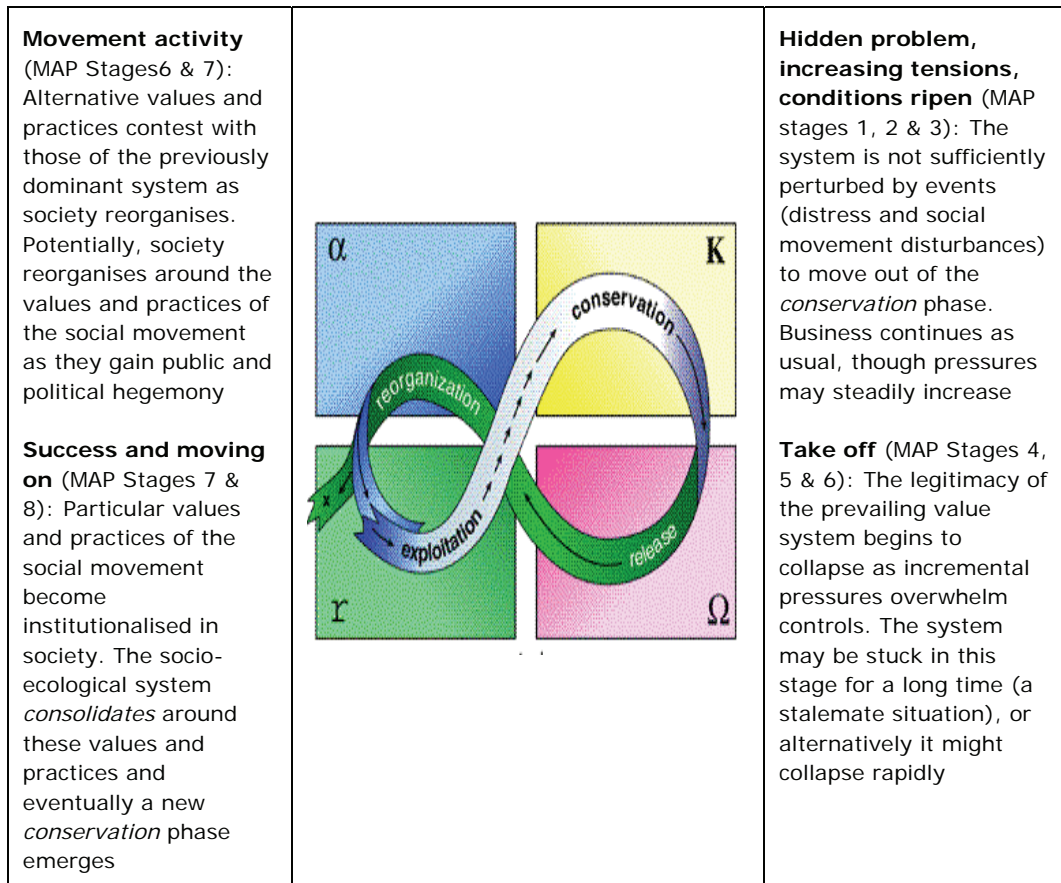 Movement activity
(MAP Stages6 & 7):
Alternative values and
practices contest with
those of the previously
dominant system as
society reorganises.
Potentially, society
reorganises around the
values and practices of
the social movement
as they gain public and
political hegemony
Success and moving
on (MAP Stages 7 &
8): Particular values
and practices of the
social movement
become
institutionalised in
society. The socio-
ecological system
consolidates around
these values and
practices and
eventually a new
conservation phase
emerges
α
K
conservation
reorganization
x
exploitation
release
r
Ω
Hidden problem,
increasing tensions,
conditions ripen (MAP
stages 1, 2 & 3): The
system is not sufficiently
perturbed by events
(distress and social
movement disturbances)
to move out of the
conservation phase.
Business continues as
usual, though pressures
may steadily increase
Take off (MAP Stages 4,
5 & 6): The legitimacy of
the prevailing value
system begins to
collapse as incremental
pressures overwhelm
controls. The system
may be stuck in this
stage for a long time (a
stalemate situation), or
alternatively it might
collapse rapidly